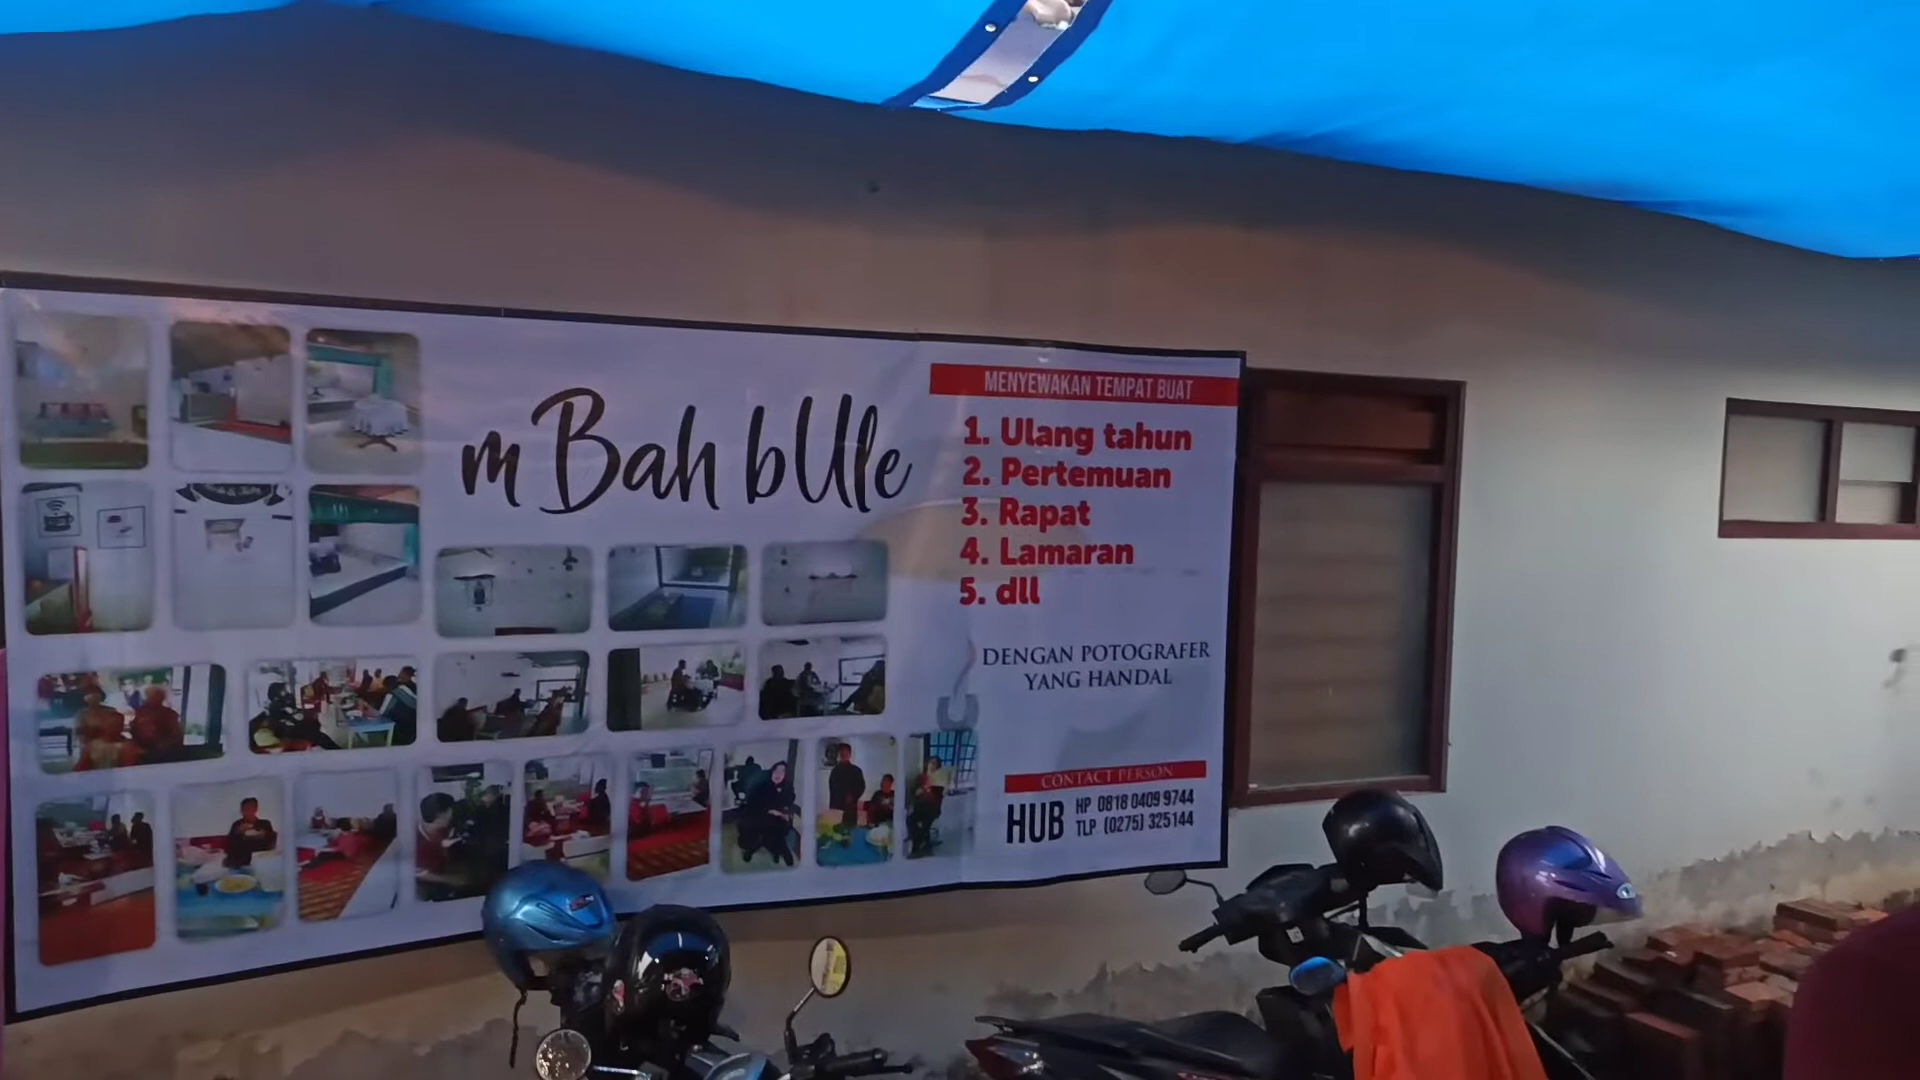 mBah bUle
MENYEWAKAN TEMPAT BUAT
1. Ulang tahun
2. Pertemuan
3. Rapat
4. Lamaran
5. dll
DENGAN POTOGRAFER
YANG HANDAL
CONTACT PERSON
HUB
HP 0818 0409 9744
TLP (0275) 325144